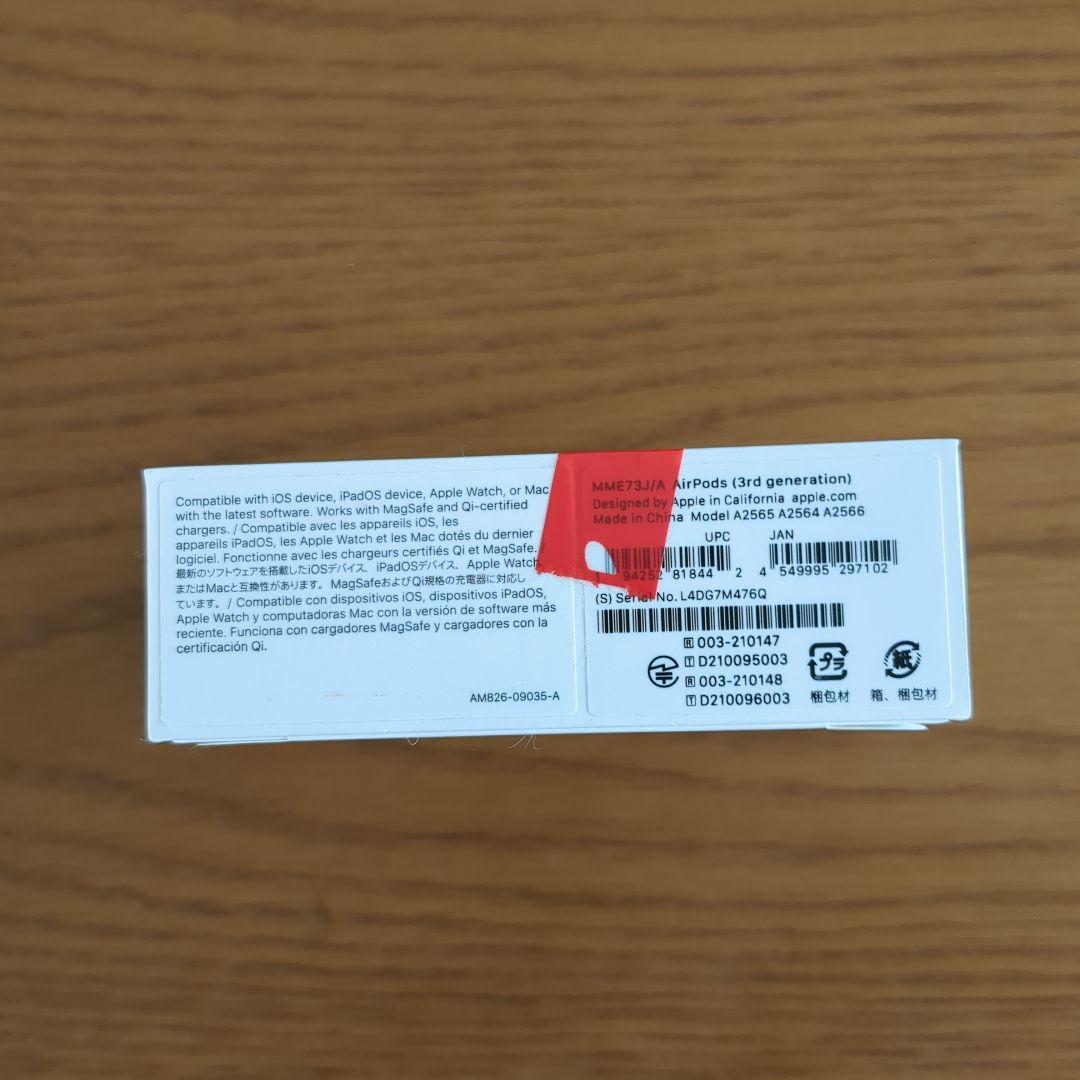 Compatible with iOS device, iPadOS device, Apple Watch, or Mac
with the latest software. Works with MagSafe and Qi-certified
chargers. / Compatible avec les appareils iOS, les
appareils iPadOS, les Apple Watch et les Mac dotés du dernier
logiciel. Fonctionne avec les chargeurs certifiés Qi et MagSafe. /
最新のソフトウェアを搭載したiOSデバイス、iPadOSデバイス、Apple Watch、
またはMacと互換性があります。MagSafeおよびQi規格の充電器に対応し
ています。/ Compatible con dispositivos iOS, dispositivos iPadOS,
Apple Watch y computadoras Mac con la versión de software más
reciente. Funciona con cargadores MagSafe y cargadores con la
certificación Qi.
AM826-09035-A
MME73J/A AirPods (3rd generation)
Designed by Apple in California apple.com
Made in China Model A2565 A2564 A2566
UPC JAN
1 94252 81844 2 4 549995 297102
(S) Serial No. L4DG7M476Q
R 003-210147
T D210095003
R 003-210148
T D210096003
プラ
梱包材
紙
箱、梱包材